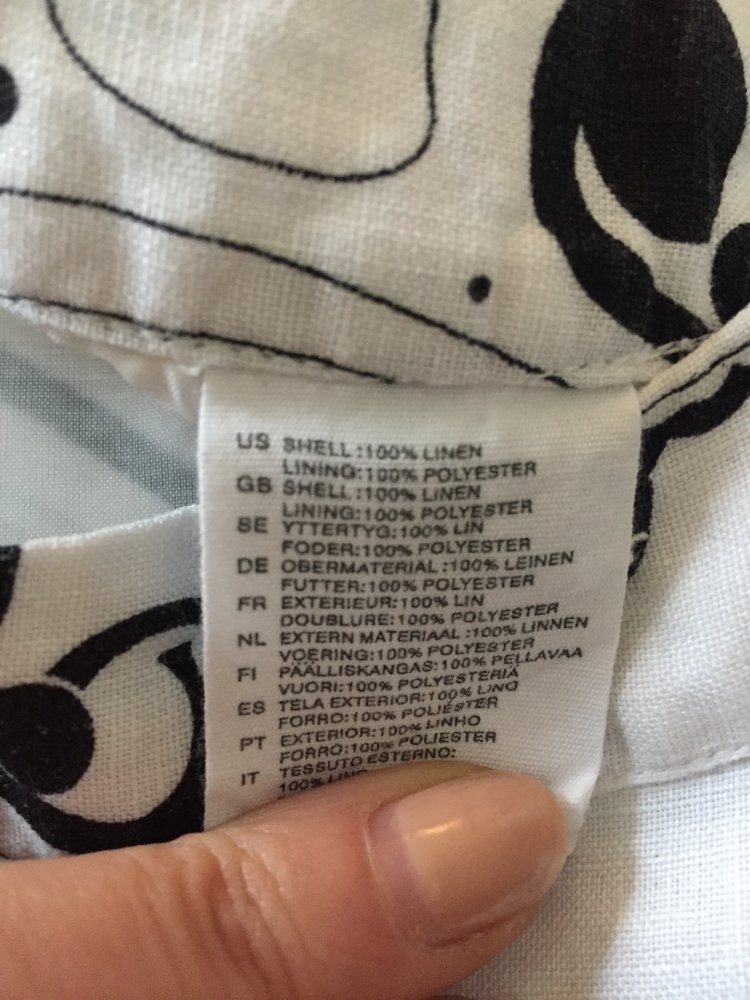 US SHELL:100% LINEN
LINING:100% POLYESTER
GB SHELL:100% LINEN
LINING:100% POLYESTER
SE YTTERTYG:100% LIN
FODER:100% POLYESTER
DE OBERMATERIAL:100% LEINEN
FUTTER:100% POLYESTER
FR EXTERIEUR:100% LIN
DOUBLURE:100% POLYESTER
NL EXTERN MATERIAAL:100% LINNEN
VOERING:100% POLYESTER
FI PÄÄLLISKANGAS:100% PELLAVAA
VUORI:100% POLYESTERIÄ
ES TELA EXTERIOR:100% LINO
FORRO:100% POLIÉSTER
PT EXTERIOR:100% LINHO
FORRO:100% POLIESTER
IT TESSUTO ESTERNO:
100% LINO